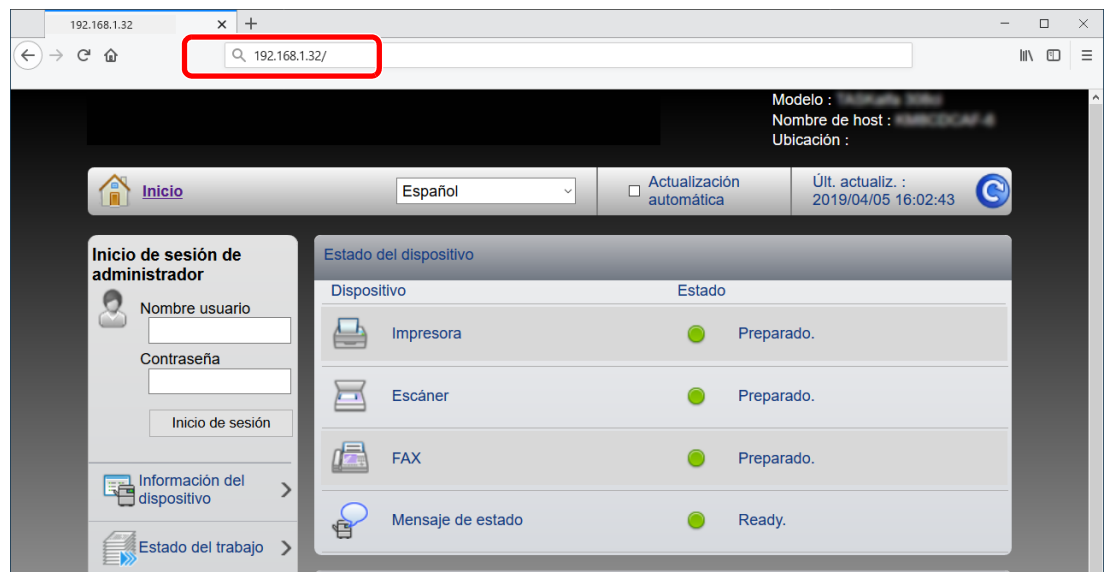 192.168.1.32
192.168.1.32/
Modelo :
Nombre de host :
Ubicación :
Inicio
Español
Actualización
automática
Últ. actualiz. :
2019/04/05 16:02:43
Inicio de sesión de
administrador
Nombre usuario
Contraseña
Inicio de sesión
Información del
dispositivo
Estado del trabajo
Estado del dispositivo
Dispositivo Estado
Impresora Preparado.
Escáner Preparado.
FAX Preparado.
Mensaje de estado Ready.